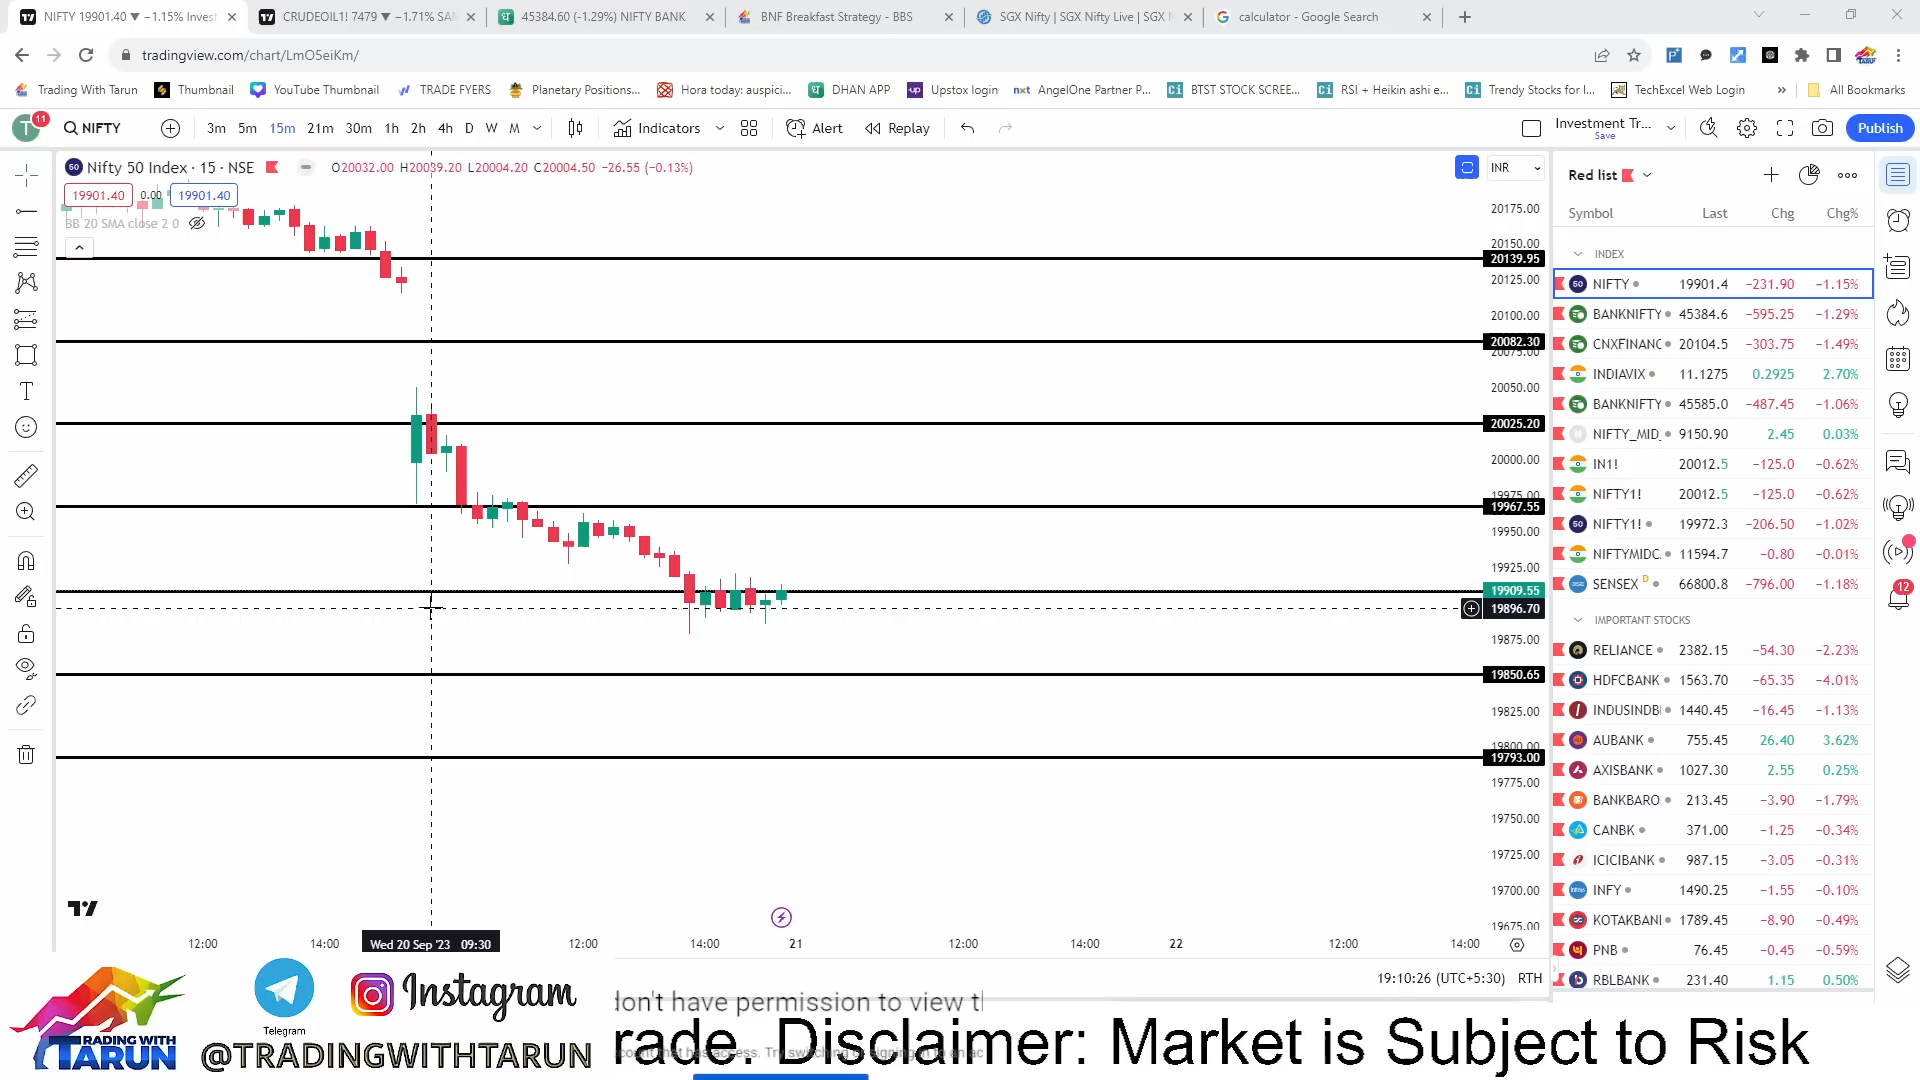 NIFTY 19901.40 ▼ −1.15% Invest
CRUDEOIL1! 7479 ▼ −1.71% SAN
45384.60 (-1.29%) NIFTY BANK
BNF Breakfast Strategy - BBS
SGX Nifty | SGX Nifty Live | SGX N
calculator - Google Search
tradingview.com/chart/LmO5eiKm/
Trading With Tarun
Thumbnail
YouTube Thumbnail
TRADE FYERS
Planetary Positions...
Hora today: auspici...
DHAN APP
Upstox login
AngelOne Partner P...
BTST STOCK SCREE...
RSI + Heikin ashi e...
Trendy Stocks for I...
TechExcel Web Login
»
All Bookmarks
T 11
NIFTY
3m 5m 15m 21m 30m 1h 2h 4h D W M
Indicators
Alert
Replay
Investment Tr...
Save
Publish
Nifty 50 Index · 15 · NSE
O20032.00 H20039.20 L20004.20 C20004.50 −26.55 (−0.13%)
INR
19901.40 0.00 19901.40
BB 20 SMA close 2 0
20175.00
20150.00
20139.95
20125.00
20100.00
20082.30
20075.00
20050.00
20025.20
20000.00
19975.00
19967.55
19950.00
19925.00
19909.55
19896.70
19875.00
19850.65
19825.00
19800.00
19793.00
19775.00
19750.00
19725.00
19700.00
19675.00
12:00 14:00 Wed 20 Sep '23 09:30 12:00 14:00 21 12:00 14:00 22 12:00 14:00
19:10:26 (UTC+5:30) RTH
Red list
Symbol Last Chg Chg%
INDEX
NIFTY 19901.4 −231.90 −1.15%
BANKNIFTY 45384.6 −595.25 −1.29%
CNXFINANC 20104.5 −303.75 −1.49%
INDIAVIX 11.1275 0.2925 2.70%
BANKNIFTY 45585.0 −487.45 −1.06%
NIFTY_MID_ 9150.90 2.45 0.03%
IN1! 20012.5 −125.0 −0.62%
NIFTY1! 20012.5 −125.0 −0.62%
NIFTY1! 19972.3 −206.50 −1.02%
NIFTYMIDC. 11594.7 −0.80 −0.01%
SENSEX D 66800.8 −796.00 −1.18%
12
IMPORTANT STOCKS
RELIANCE 2382.15 −54.30 −2.23%
HDFCBANK 1563.70 −65.35 −4.01%
INDUSINDBI 1440.45 −16.45 −1.13%
AUBANK 755.45 26.40 3.62%
AXISBANK 1027.30 2.55 0.25%
BANKBARO 213.45 −3.90 −1.79%
CANBK 371.00 −1.25 −0.34%
ICICIBANK 987.15 −3.05 −0.31%
INFY 1490.25 −1.55 −0.10%
KOTAKBANI 1789.45 −8.90 −0.49%
PNB 76.45 −0.45 −0.59%
RBLBANK 231.40 1.15 0.50%
TRADING WITH
TARUN
Telegram
Instagram
@TRADINGWITHTARUN
don't have permission to view tl
rade. Disclaimer: Market is Subject to Risk